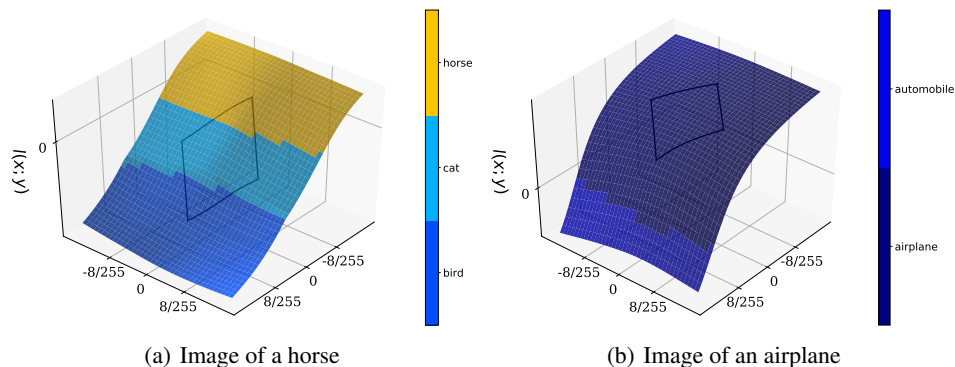 horse
cat
bird
0
I(x; y)
-8/255
0
8/255
-8/255
0
8/255
(a) Image of a horse
automobile
airplane
0
I(x; y)
-8/255
0
8/255
-8/255
0
8/255
(b) Image of an airplane